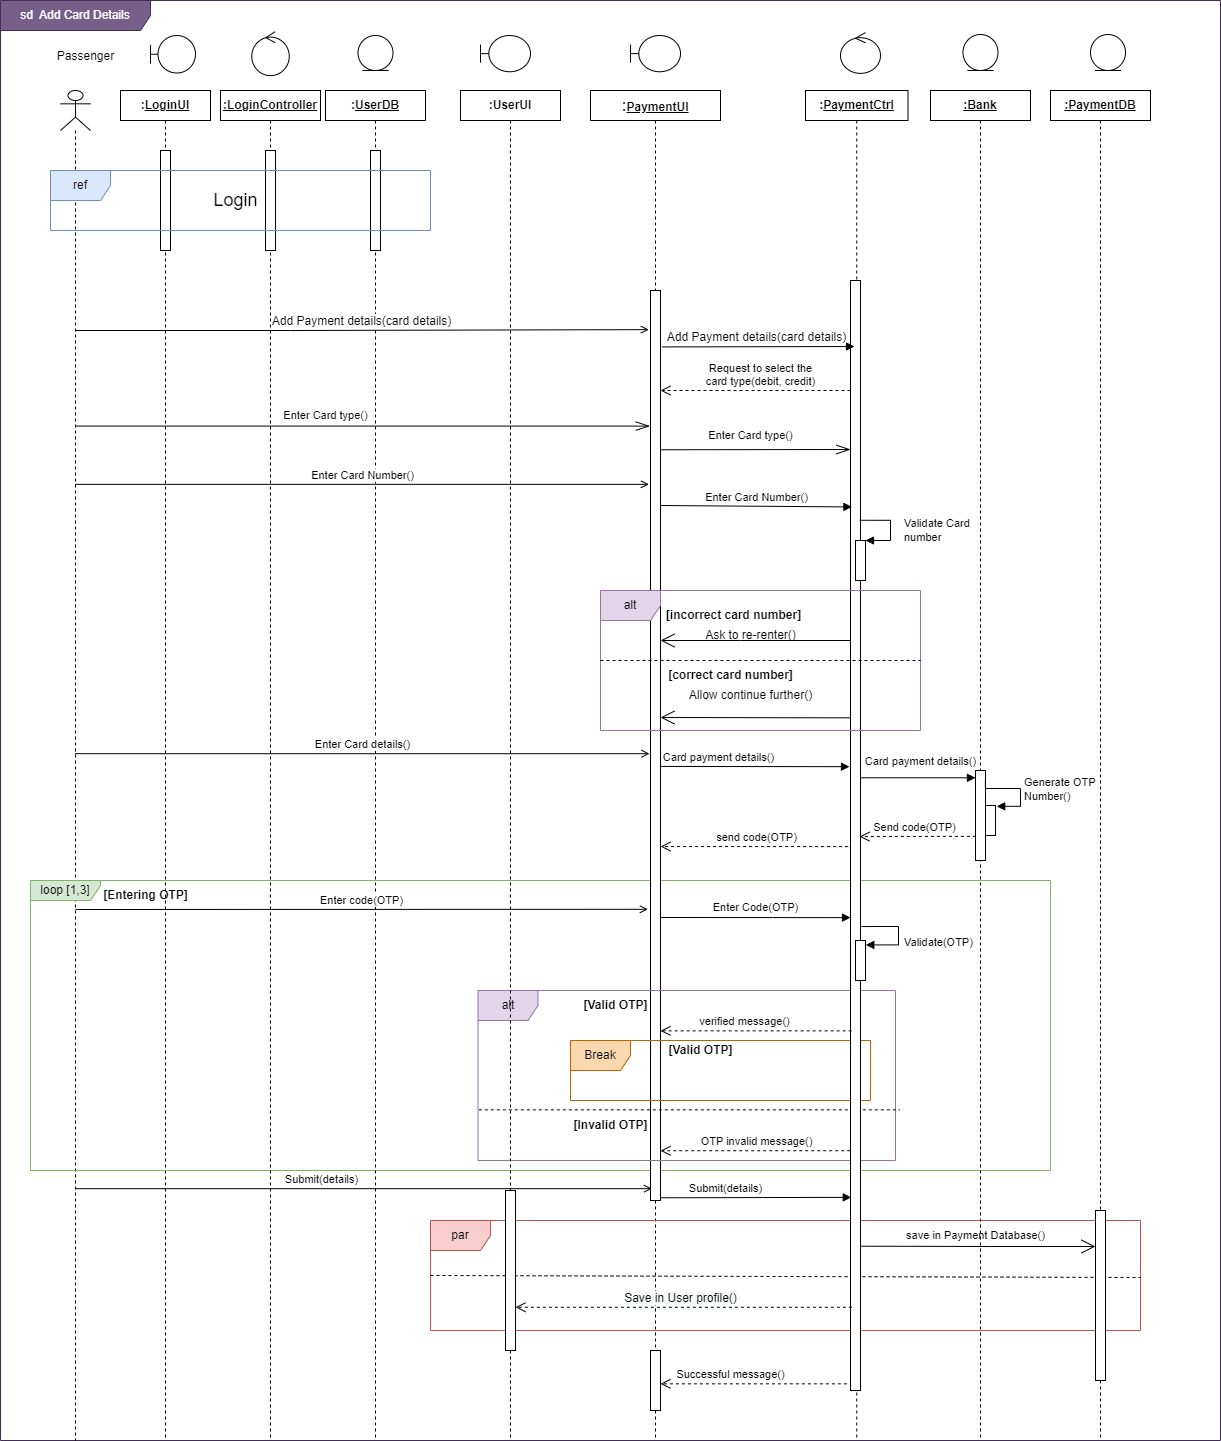 sd Add Card Details
Passenger
:LoginUI
:LoginController
:UserDB
:UserUI
:PaymentUI
:PaymentCtrl
:Bank
:PaymentDB
ref
Login
Add Payment details(card details)
Add Payment details(card details)
Request to select the
card type(debit, credit)
Enter Card type()
Enter Card type()
Enter Card Number()
Enter Card Number()
Validate Card
number
alt
[incorrect card number]
Ask to re-renter()
[correct card number]
Allow continue further()
Enter Card details()
Card payment details()
Card payment details()
Generate OTP
Number()
Send code(OTP)
send code(OTP)
loop [1,3]
[Entering OTP]
Enter code(OTP)
Enter Code(OTP)
Validate(OTP)
alt
[Valid OTP]
verified message()
Break
[Valid OTP]
[Invalid OTP]
OTP invalid message()
Submit(details)
Submit(details)
par
save in Payment Database()
Save in User profile()
Successful message()